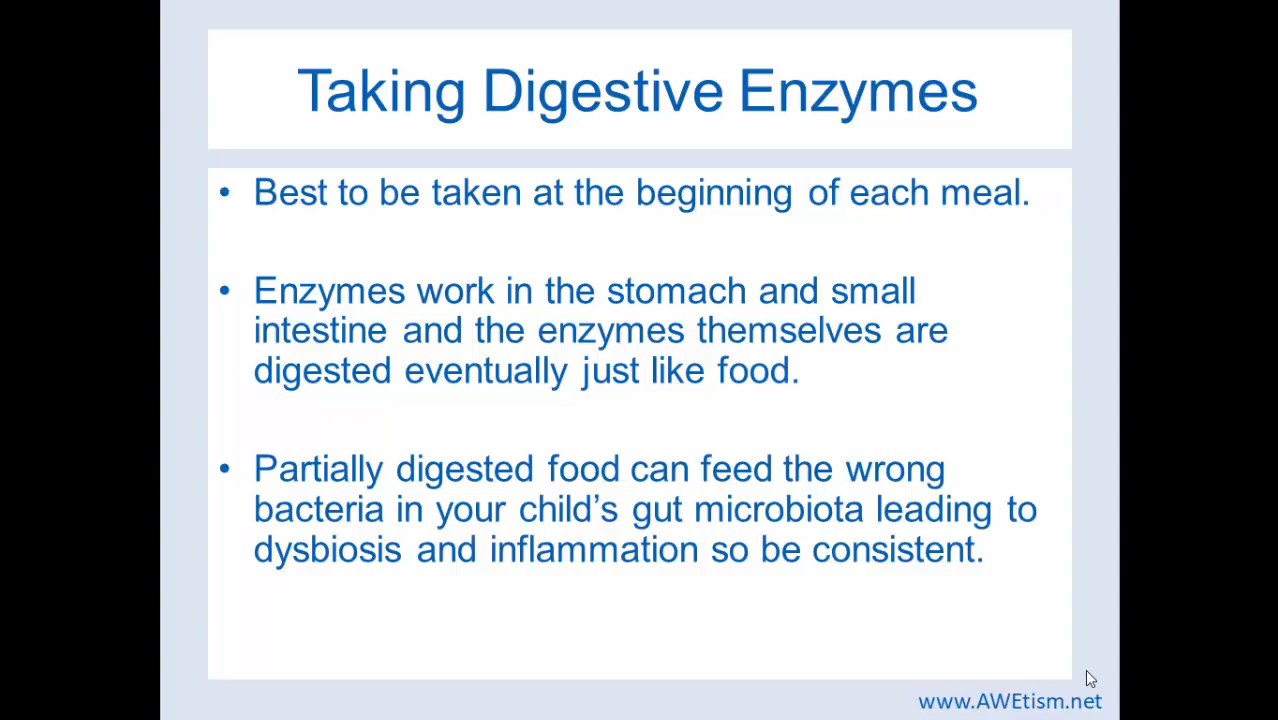 Taking Digestive Enzymes
• Best to be taken at the beginning of each meal.
• Enzymes work in the stomach and small
intestine and the enzymes themselves are
digested eventually just like food.
• Partially digested food can feed the wrong
bacteria in your child’s gut microbiota leading to
dysbiosis and inflammation so be consistent.
www.AWEtism.net